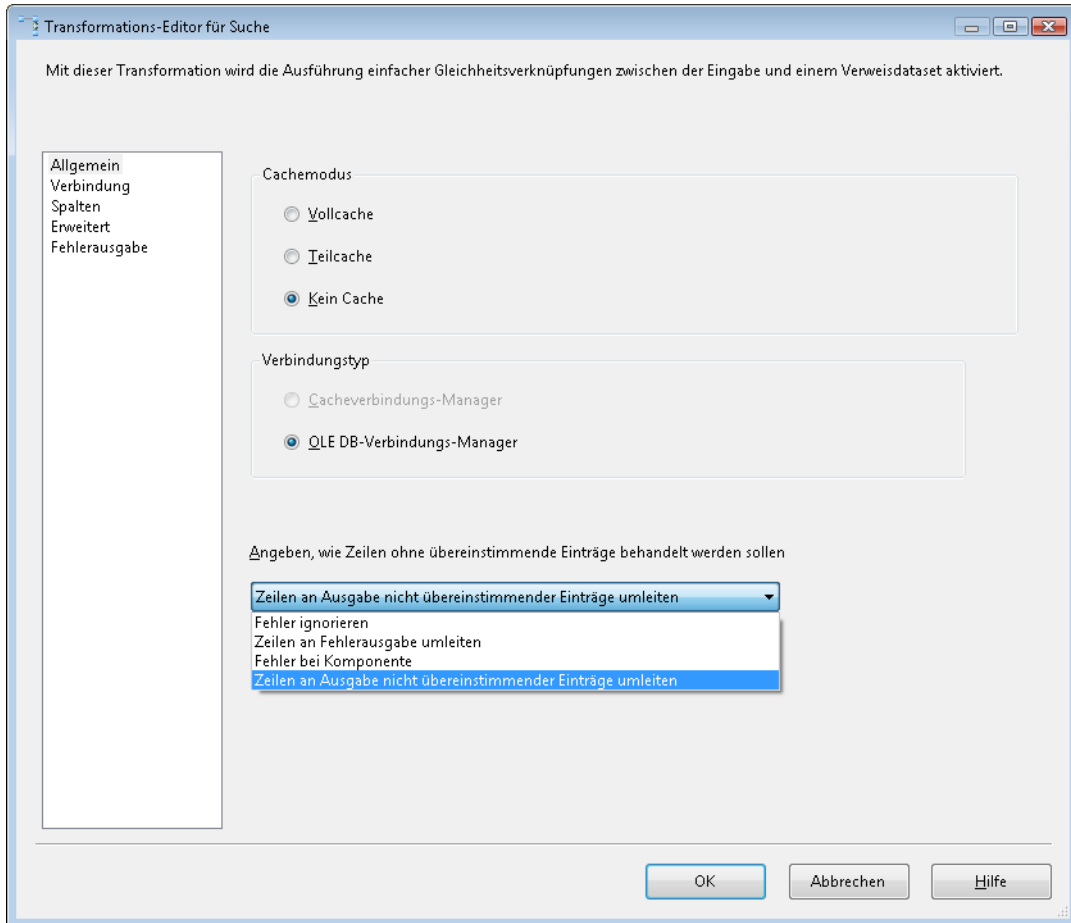 Transformations-Editor für Suche
Mit dieser Transformation wird die Ausführung einfacher Gleichheitsverknüpfungen zwischen der Eingabe und einem Verweisdataset aktiviert.
Allgemein
Verbindung
Spalten
Erweitert
Fehlerausgabe
Cachemodus
Vollcache
Teilcache
Kein Cache
Verbindungstyp
Cacheverbindungs-Manager
OLE DB-Verbindungs-Manager
Angeben, wie Zeilen ohne übereinstimmende Einträge behandelt werden sollen
Zeilen an Ausgabe nicht übereinstimmender Einträge umleiten
Fehler ignorieren
Zeilen an Fehlerausgabe umleiten
Fehler bei Komponente
Zeilen an Ausgabe nicht übereinstimmender Einträge umleiten
OK
Abbrechen
Hilfe